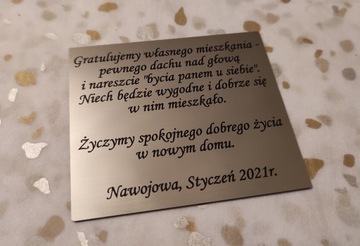 Gratulujemy własnego mieszkania -
pewnego dachu nad głową
i nareszcie "bycia panem u siebie".
Niech będzie wygodne i dobrze się
w nim mieszkało.
Życzymy spokojnego dobrego życia
w nowym domu.
Nawojowa, Styczeń 2021r.